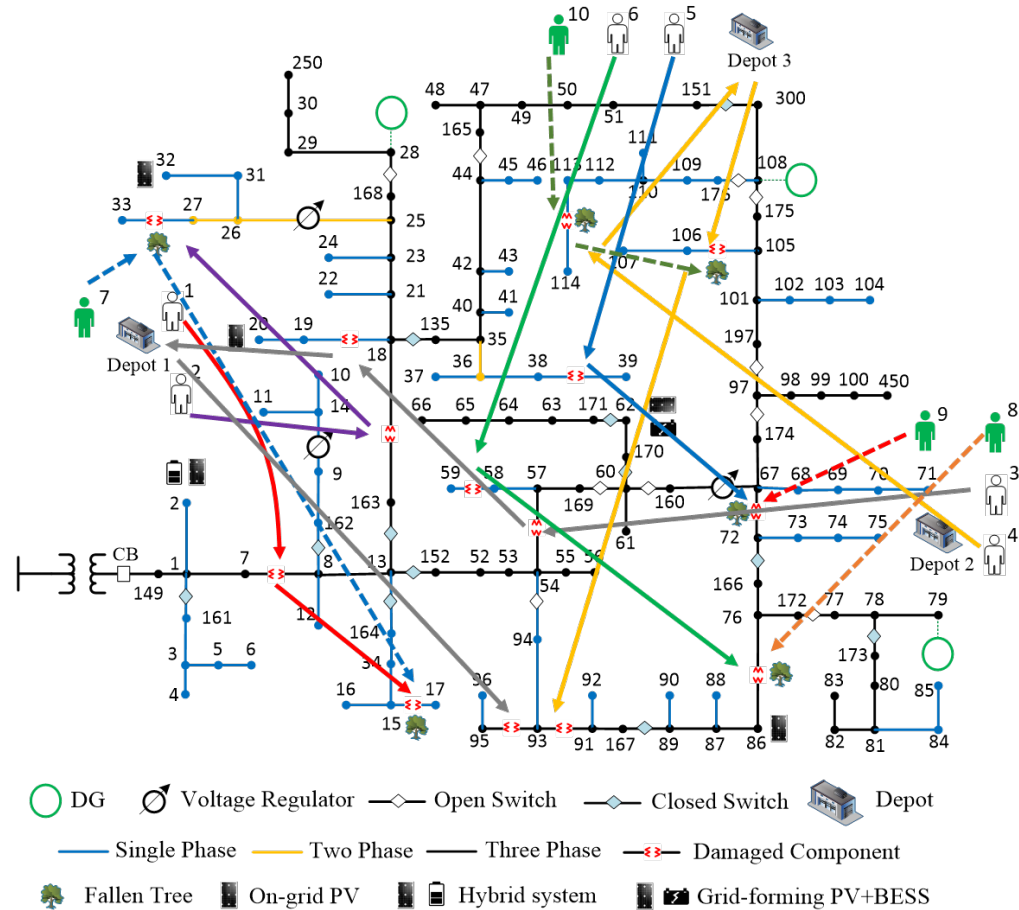 10 6 5
Depot 3
250
48 47 50 151 300
30
49 51
165 111
29 28
44 45 46 113 112 109 108
32 31
110 176
168 175
33 27 25
26 106 105
24 23 107
42 43 114
22 21 101 102 103 104
7 1
40 41
197
20 19 135 35
Depot 1 18
36 38 39
37 97 98 99 100 450
2 10
11 14
66 65 64 63 171 62 9 8
174
170
9 59 58 57 60 67 68 69 70 71 3
2 169 160
162 163 72 73 74 75
61 Depot 2 4
CB
1 7 8 13 152 52 53 55 56
149 54 166
161 12 164 94 76 172 77 78 79
3 5 6 34 173
4 96 92 90 88 83 80 85
16 17
15
95 93 91 167 89 87 86 82 81 84
DG Voltage Regulator Open Switch Closed Switch Depot
Single Phase Two Phase Three Phase Damaged Component
Fallen Tree On-grid PV Hybrid system Grid-forming PV+BESS